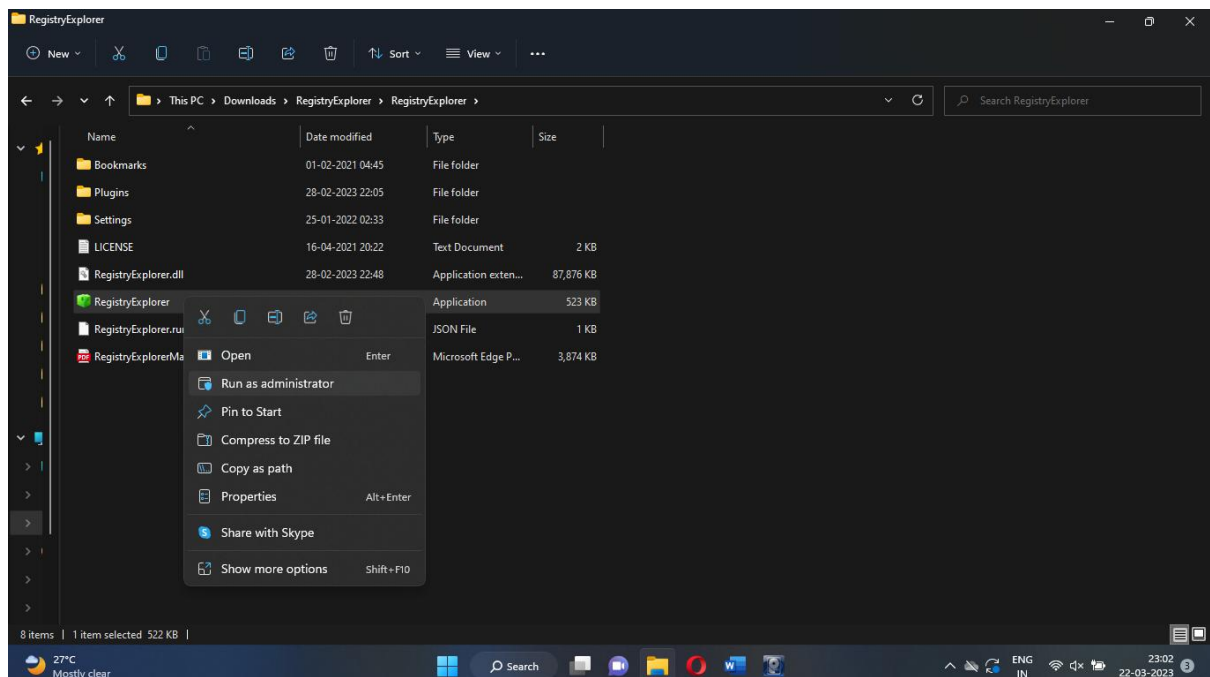 RegistryExplorer
New Sort View
This PC > Downloads > RegistryExplorer > RegistryExplorer >
Search RegistryExplorer
Name Date modified Type Size
Bookmarks 01-02-2021 04:45 File folder
Plugins 28-02-2023 22:05 File folder
Settings 25-01-2022 02:33 File folder
LICENSE 16-04-2021 20:22 Text Document 2 KB
RegistryExplorer.dll 28-02-2023 22:48 Application exten... 87,876 KB
RegistryExplorer Application 523 KB
RegistryExplorer.ru JSON File 1 KB
RegistryExplorerMa Microsoft Edge P... 3,874 KB
Open Enter
Run as administrator
Pin to Start
Compress to ZIP file
Copy as path
Properties Alt+Enter
Share with Skype
Show more options Shift+F10
8 items | 1 item selected 522 KB |
27°C
Mostly clear
Search
ENG
IN
23:02
22-03-2023
3